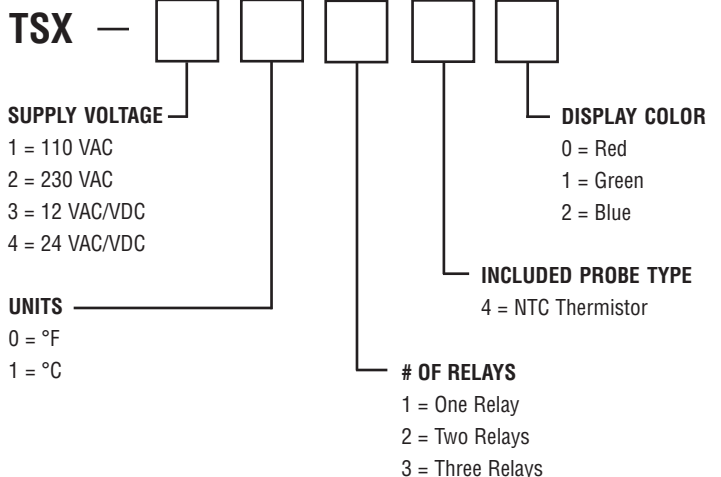 TSX —
SUPPLY VOLTAGE
1 = 110 VAC
2 = 230 VAC
3 = 12 VAC/VDC
4 = 24 VAC/VDC
UNITS
0 = °F
1 = °C
# OF RELAYS
1 = One Relay
2 = Two Relays
3 = Three Relays
INCLUDED PROBE TYPE
4 = NTC Thermistor
DISPLAY COLOR
0 = Red
1 = Green
2 = Blue